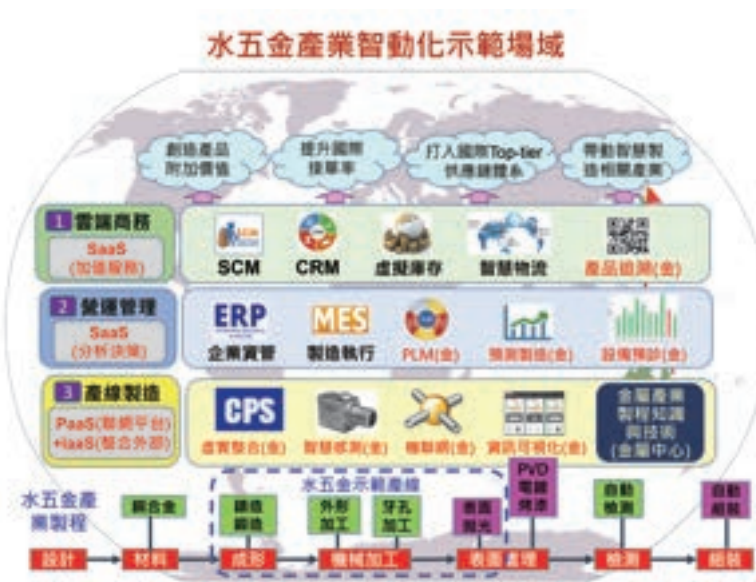 水五金產業智動化示範場域
創造產品
附加價值
提升國際
接單率
打入國際Top-tier
供應鏈體系
帶動智慧製
造相關產業
1 雲端商務
SaaS
(加值服務)
SCM
CRM
虛擬庫存
智慧物流
產品追溯(金)
2 營運管理
SaaS
(分析決策)
ERP
企業資管
MES
製造執行
PLM(金)
預測製造(金)
設備預診(金)
3 產線製造
PaaS(聯網平台)
+IaaS(整合外部)
CPS
虛實整合(金)
智慧感測(金)
機聯網(金)
資訊可視化(金)
金屬產業
製程知識
與技術
(金屬中心)
水五金產
業製程
水五金示範產線
銅合金
鑄造
鍛造
外形
加工
牙孔
加工
表面
拋光
PVD
電鍍
烤漆
自動
檢測
自動
組裝
設計
材料
成形
機械加工
表面處理
檢測
組裝